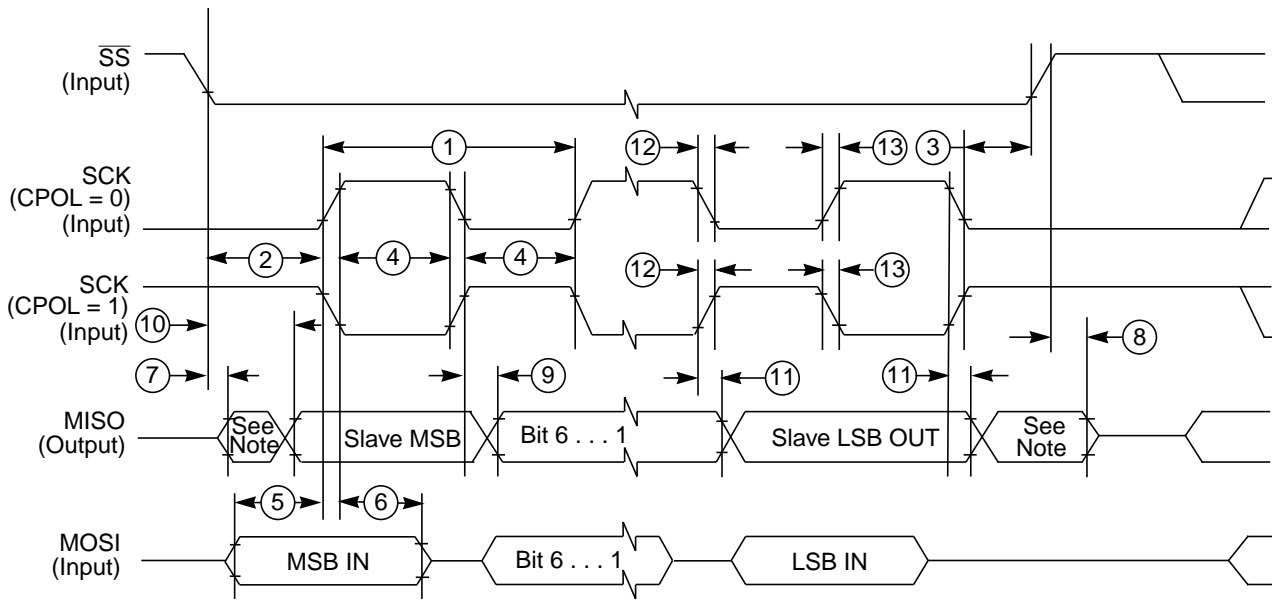 SS
(Input)
1
12
13
3
SCK
(CPOL = 0)
(Input)
2
4
4
12
13
SCK
(CPOL = 1)
(Input)
10
8
7
9
11
11
MISO
(Output)
See
Note
Slave MSB
Bit 6 . . . 1
Slave LSB OUT
See
Note
5
6
MOSI
(Input)
MSB IN
Bit 6 . . . 1
LSB IN